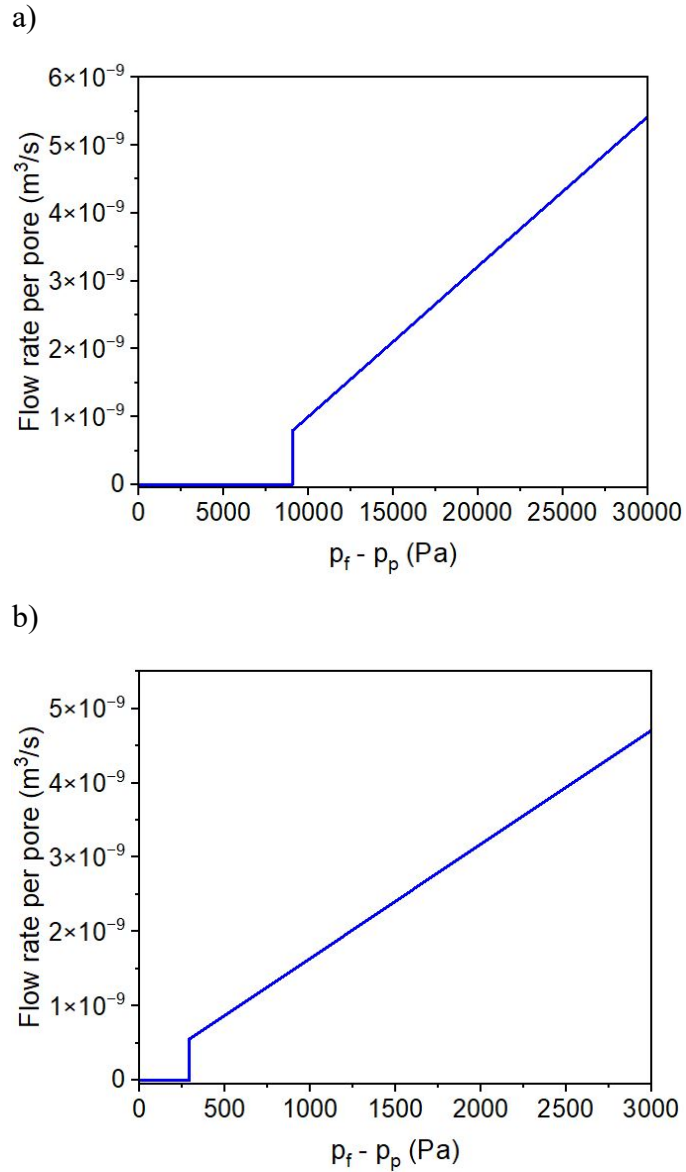 a)
6×10⁻⁹
5×10⁻⁹
4×10⁻⁹
3×10⁻⁹
2×10⁻⁹
1×10⁻⁹
0
Flow rate per pore (m³/s)
0 5000 10000 15000 20000 25000 30000
p_f - p_p (Pa)
b)
5×10⁻⁹
4×10⁻⁹
3×10⁻⁹
2×10⁻⁹
1×10⁻⁹
0
Flow rate per pore (m³/s)
0 500 1000 1500 2000 2500 3000
p_f - p_p (Pa)